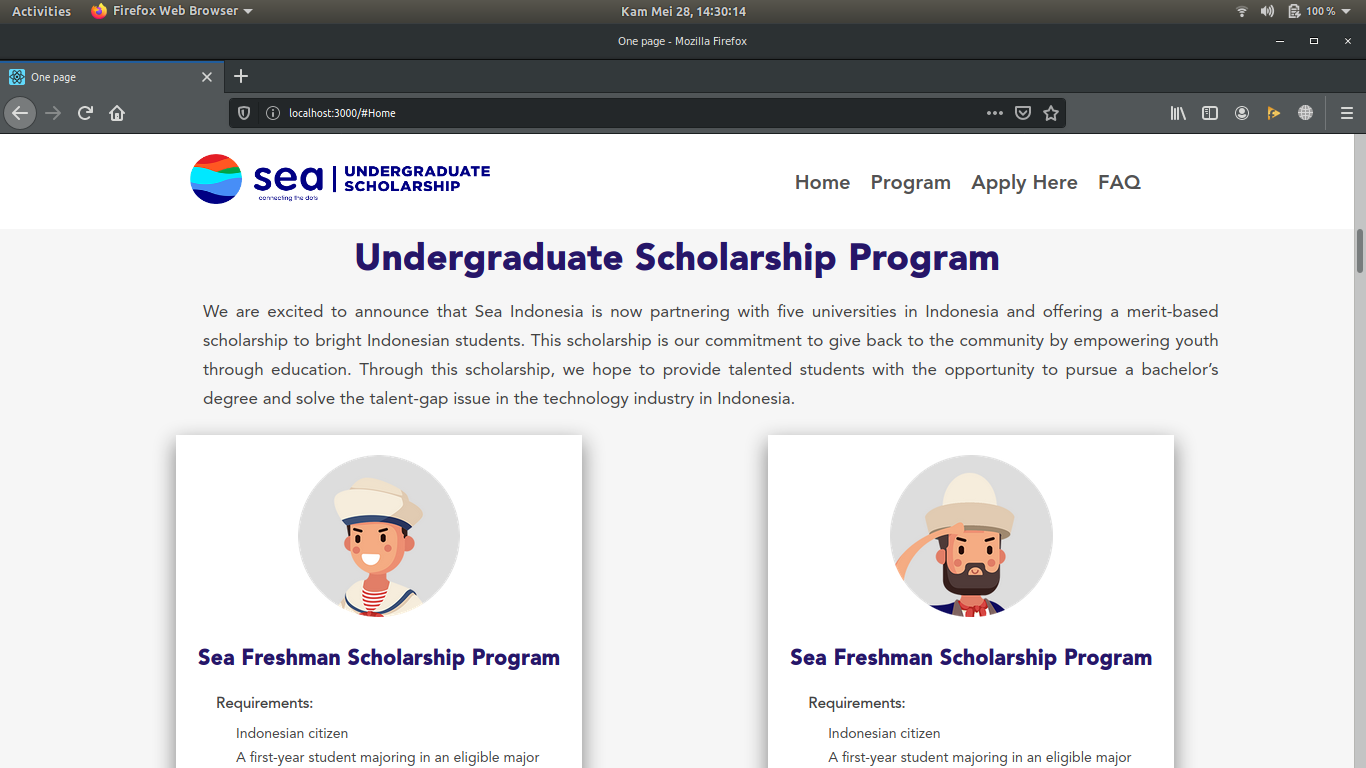 Activities Firefox Web Browser Kam Mei 28, 14:30:14 100 %
One page - Mozilla Firefox
One page
localhost:3000/#Home
sea UNDERGRADUATE
SCHOLARSHIP
connecting the dots
Home Program Apply Here FAQ
Undergraduate Scholarship Program
We are excited to announce that Sea Indonesia is now partnering with five universities in Indonesia and offering a merit-based
scholarship to bright Indonesian students. This scholarship is our commitment to give back to the community by empowering youth
through education. Through this scholarship, we hope to provide talented students with the opportunity to pursue a bachelor’s
degree and solve the talent-gap issue in the technology industry in Indonesia.
Sea Freshman Scholarship Program
Requirements:
Indonesian citizen
A first-year student majoring in an eligible major
Sea Freshman Scholarship Program
Requirements:
Indonesian citizen
A first-year student majoring in an eligible major